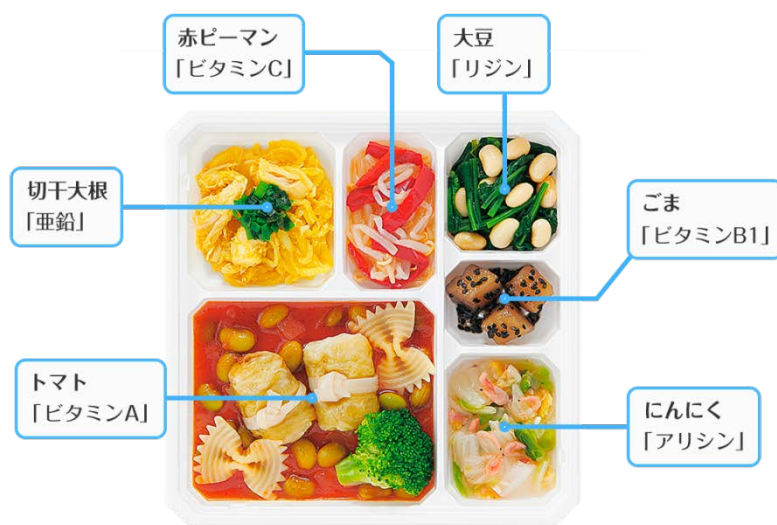 赤ピーマン
「ビタミンC」
大豆
「リジン」
切干大根
「亜鉛」
ごま
「ビタミンB1」
トマト
「ビタミンA」
にんにく
「アリシン」